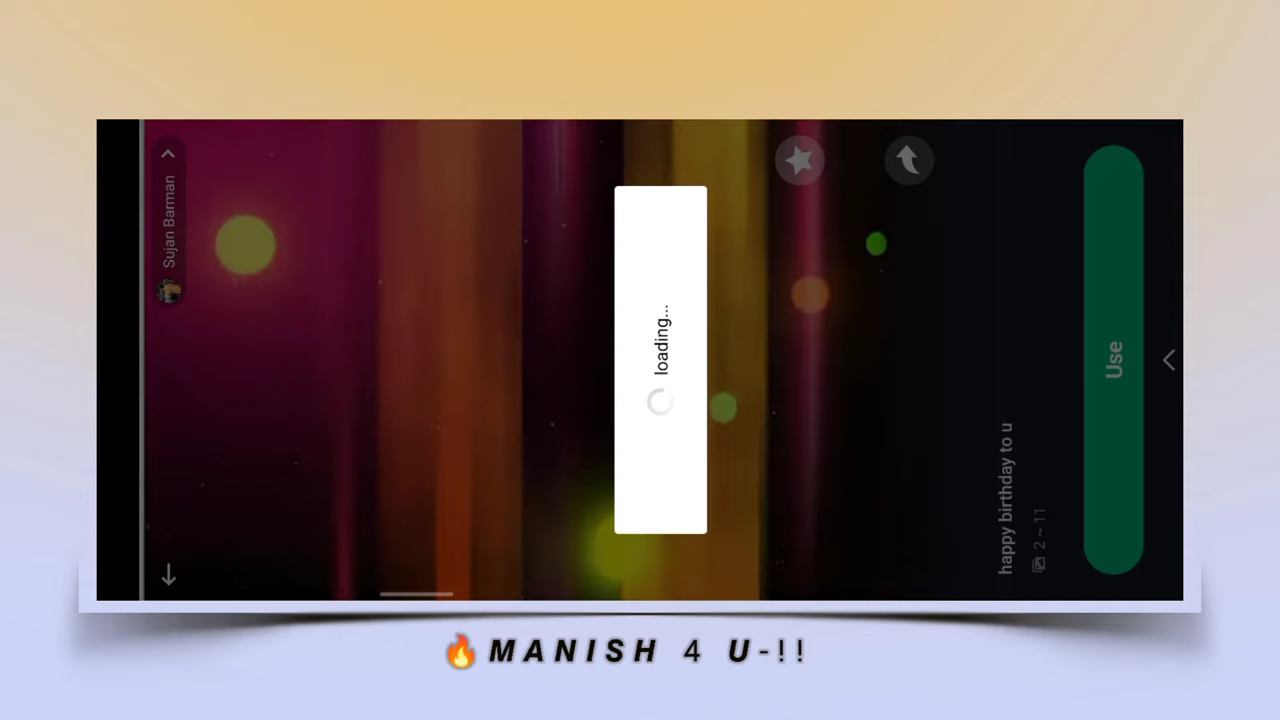 Sujan Barman
loading...
happy birthday to u
2 ~ 11
Use
🔥MANISH 4 U-!!